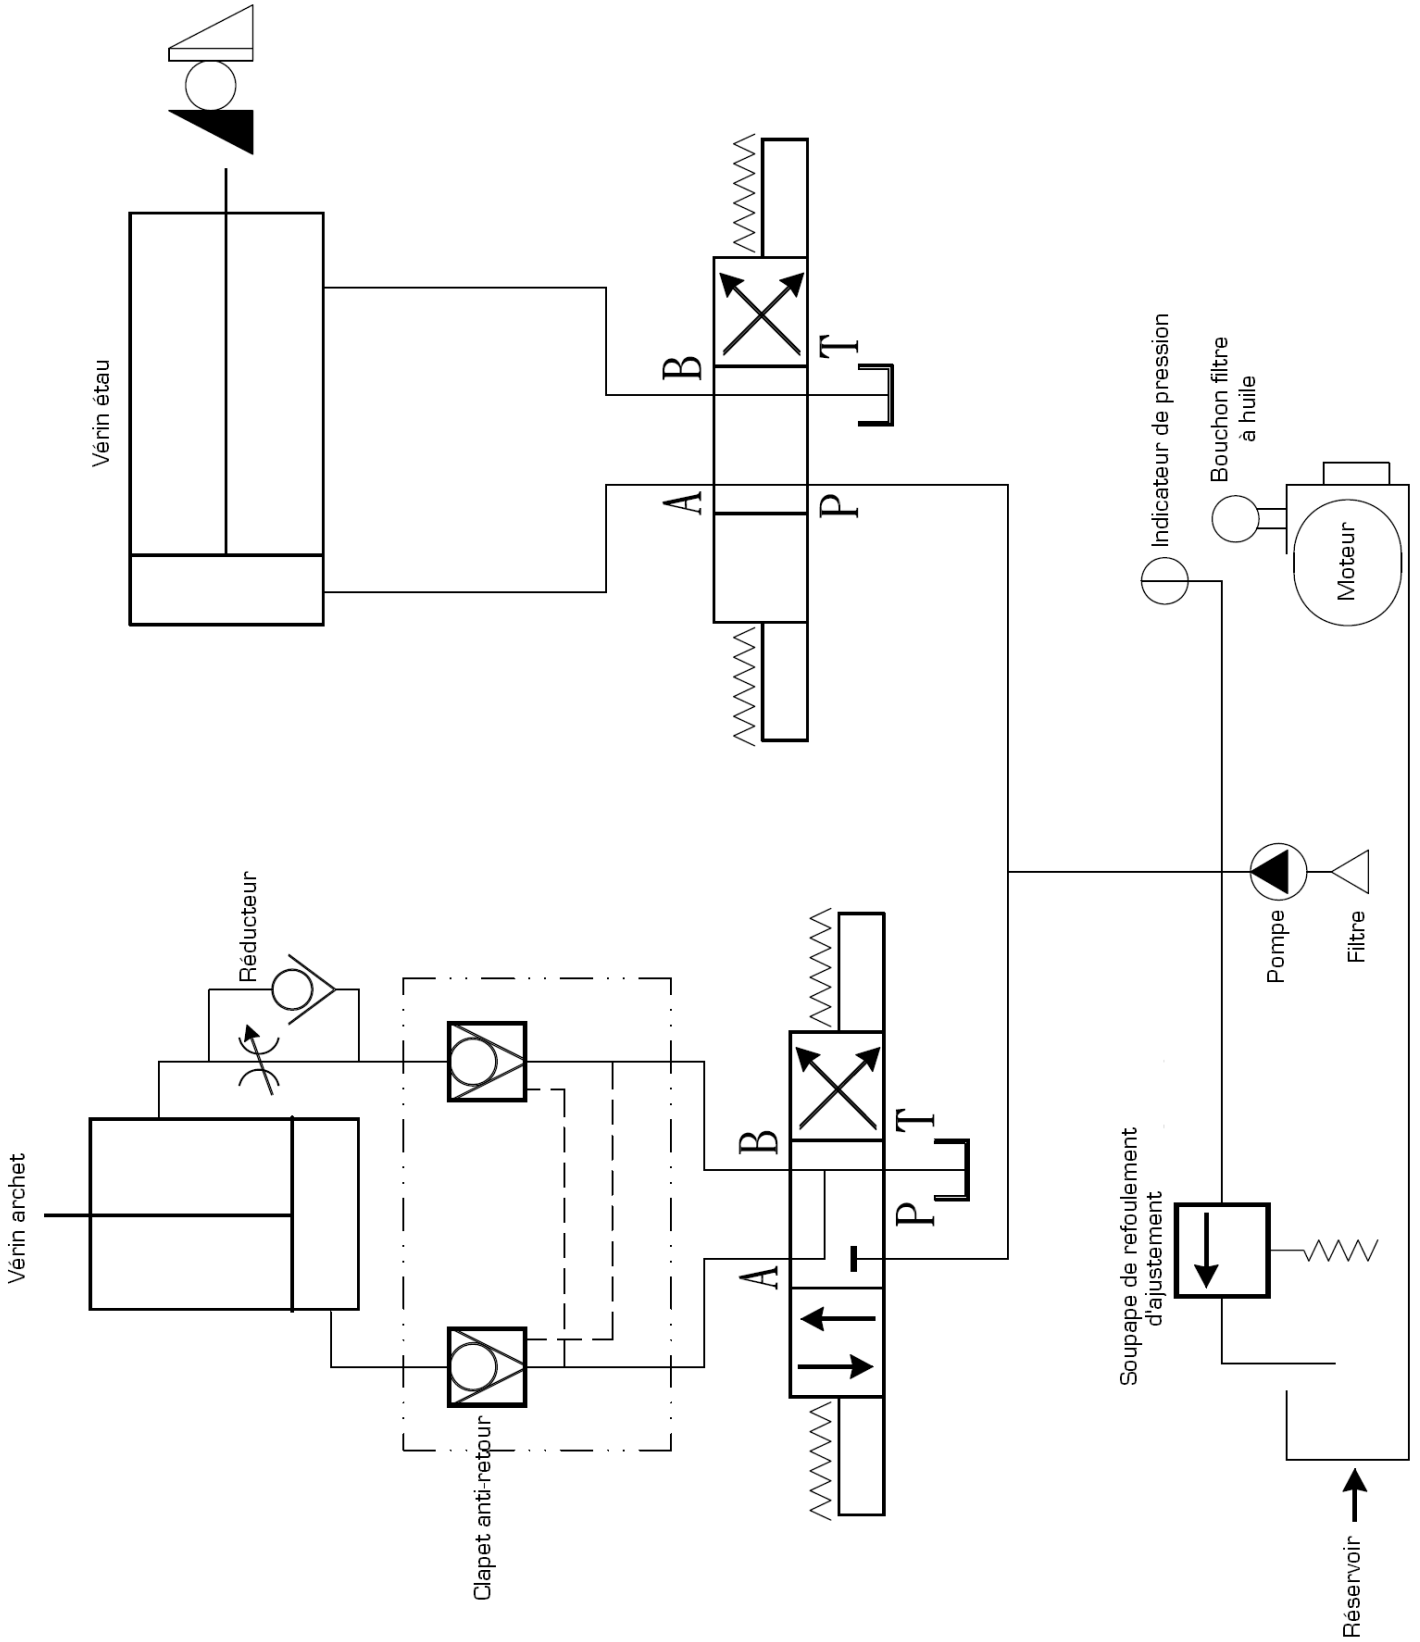 Vérin étau
Vérin archet
Réducteur
Clapet anti-retour
A
B
P
T
A
B
P
T
Indicateur de pression
Bouchon filtre
à huile
Moteur
Pompe
Filtre
Soupape de refoulement
d'ajustement
Réservoir